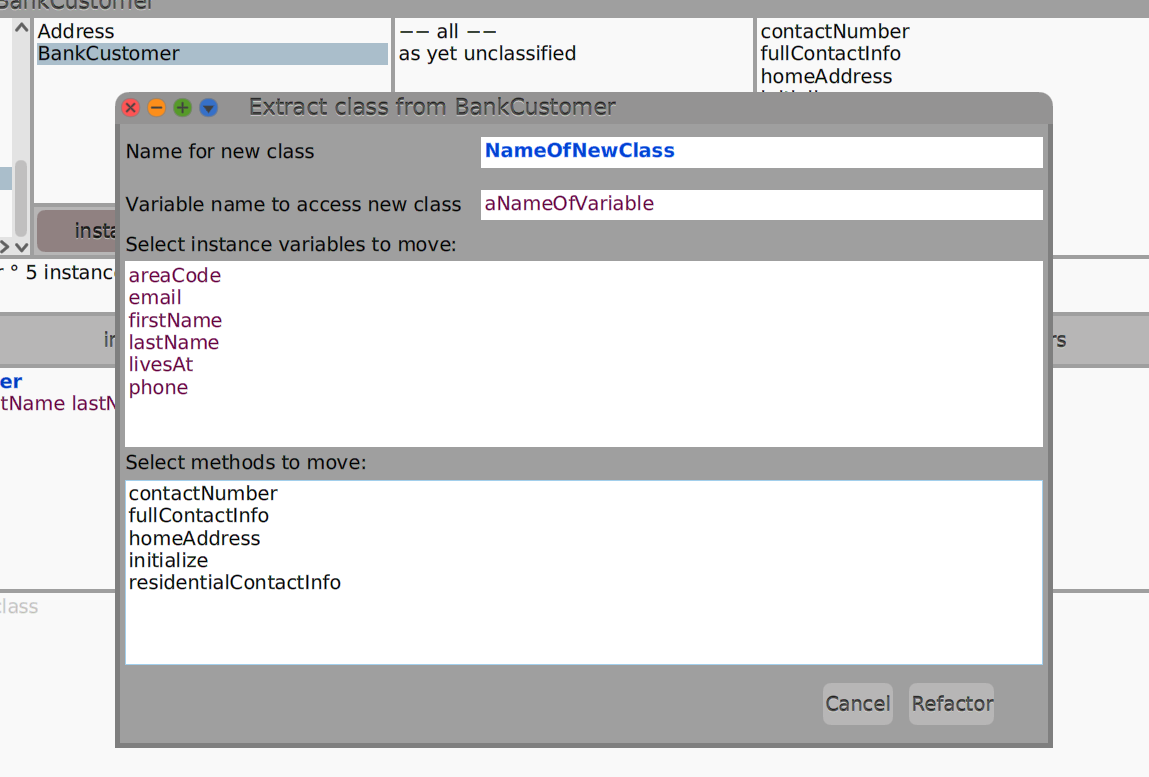 BankCustomer
Address
BankCustomer
−− all −−
as yet unclassified
contactNumber
fullContactInfo
homeAddress
Extract class from BankCustomer
Name for new class
NameOfNewClass
Variable name to access new class
aNameOfVariable
Select instance variables to move:
areaCode
email
firstName
lastName
livesAt
phone
Select methods to move:
contactNumber
fullContactInfo
homeAddress
initialize
residentialContactInfo
Cancel
Refactor
insta
r ° 5 instanc
in
rs
er
tName lastN
class